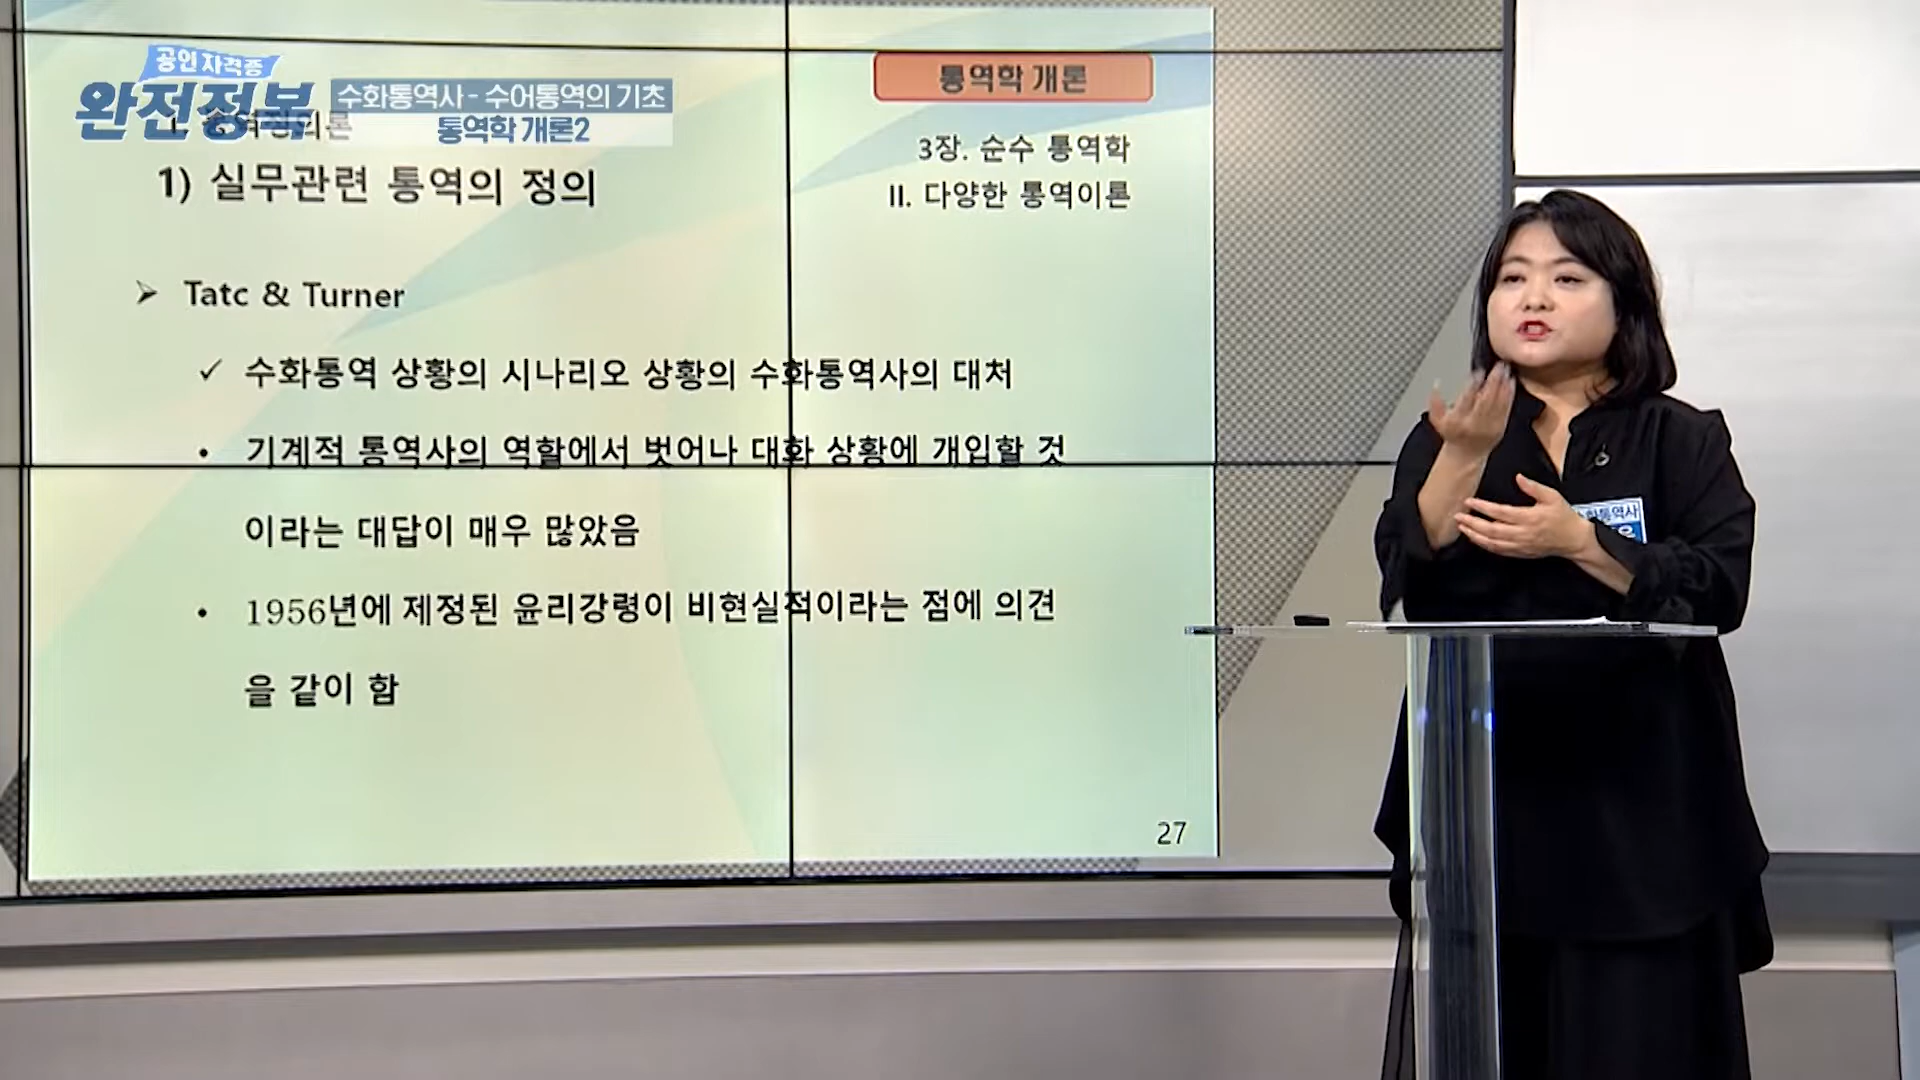 공인 자격증
완전정복
수화통역사 - 수어통역의 기초
통역학 개론2
통역학 개론
3장. 순수 통역학
II. 다양한 통역이론
1) 실무관련 통역의 정의
➢ Tatc & Turner
✓ 수화통역 상황의 시나리오 상황의 수화통역사의 대처
• 기계적 통역사의 역할에서 벗어나 대화 상황에 개입할 것
이라는 대답이 매우 많았음
• 1956년에 제정된 윤리강령이 비현실적이라는 점에 의견
을 같이 함
27
수화통역사